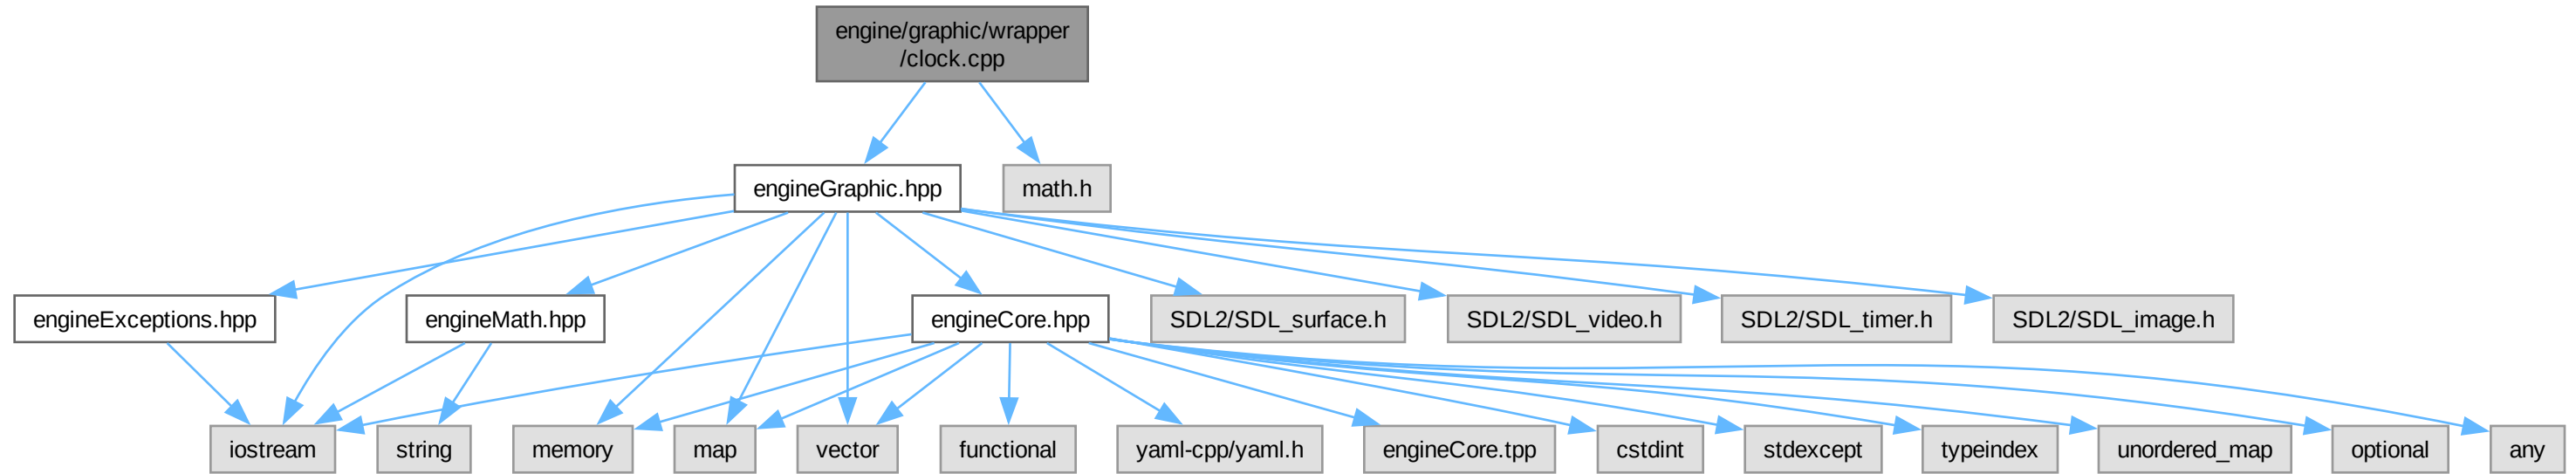 engine/graphic/wrapper
/clock.cpp
engineGraphic.hpp
math.h
engineExceptions.hpp
engineMath.hpp
engineCore.hpp
SDL2/SDL_surface.h
SDL2/SDL_video.h
SDL2/SDL_timer.h
SDL2/SDL_image.h
iostream
string
memory
map
vector
functional
yaml-cpp/yaml.h
engineCore.tpp
cstdint
stdexcept
typeindex
unordered_map
optional
any